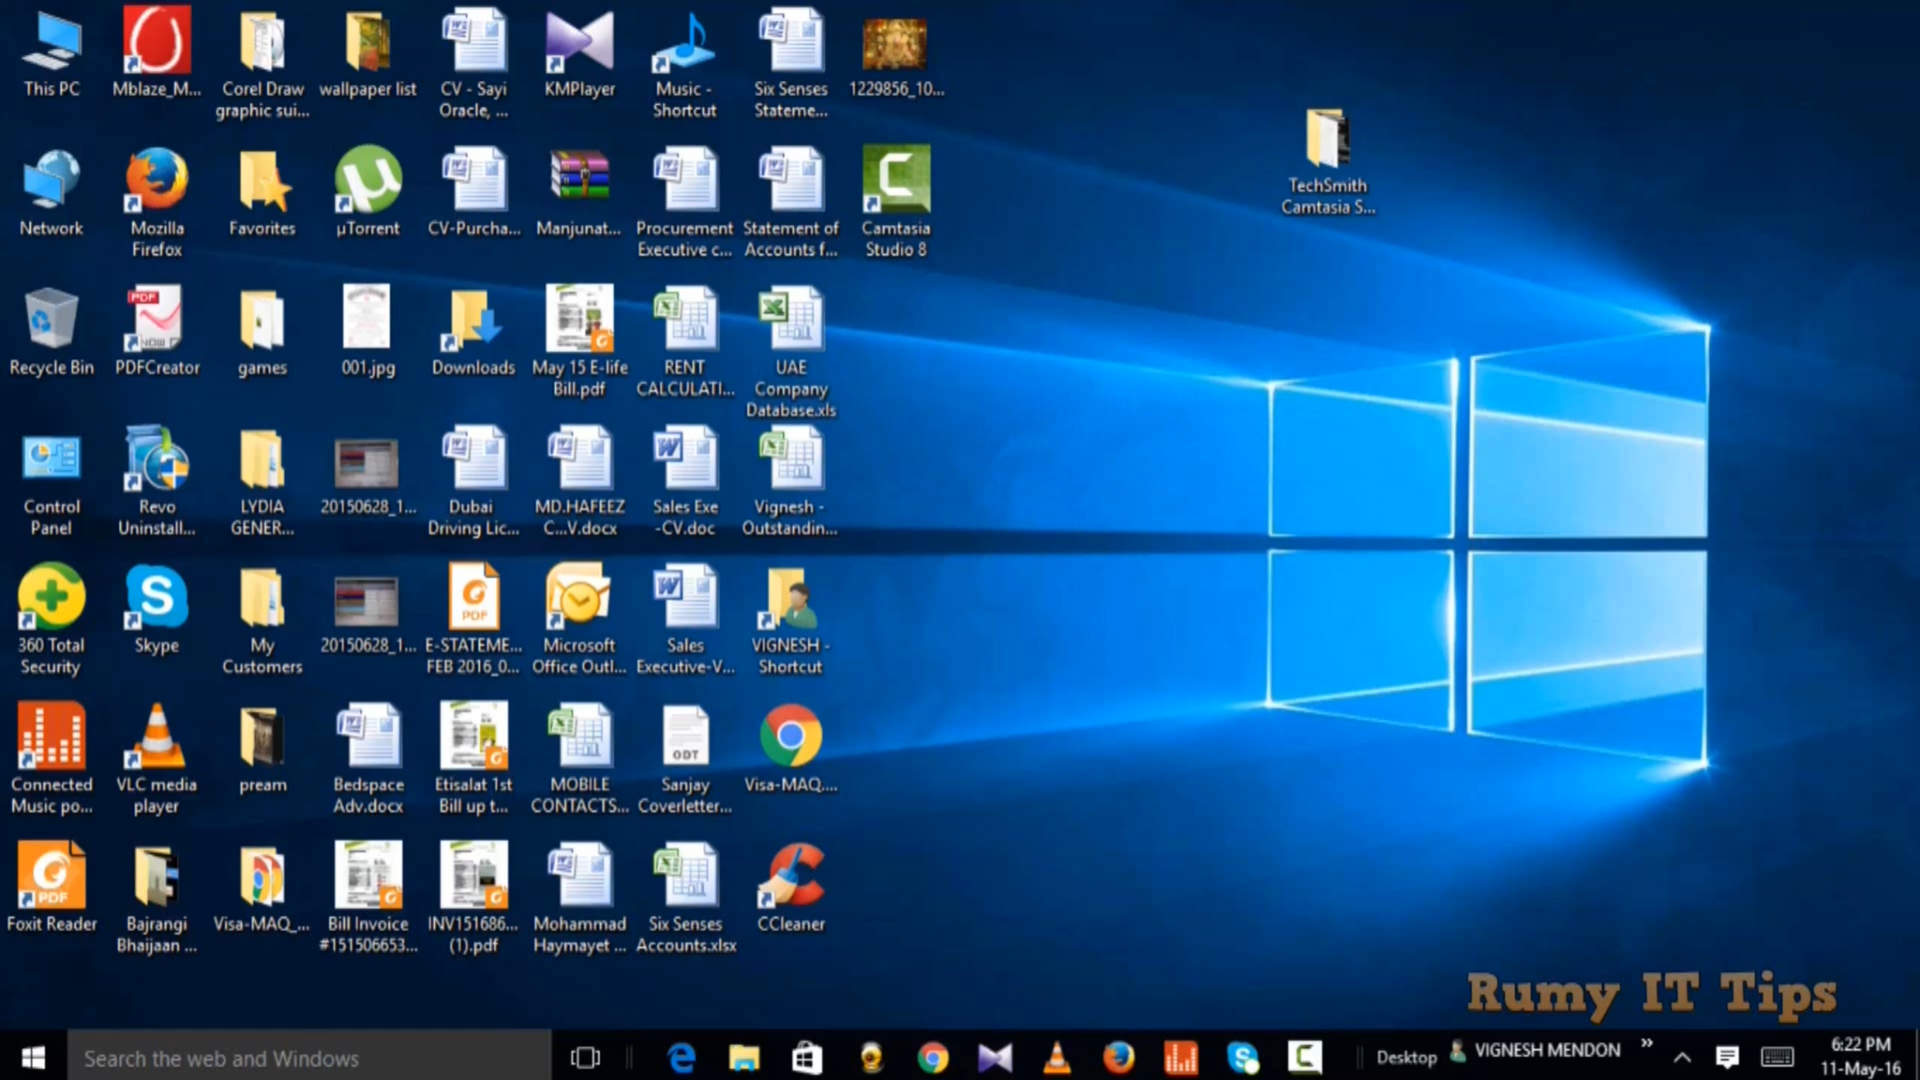 This PC
Mblaze_M...
Corel Draw
graphic sui...
wallpaper list
CV - Sayi
Oracle, ...
KMPlayer
Music -
Shortcut
Six Senses
Stateme...
1229856_10...
TechSmith
Camtasia S...
Network
Mozilla
Firefox
Favorites
µTorrent
CV-Purcha...
Manjunat...
Procurement
Executive c...
Statement of
Accounts f...
Camtasia
Studio 8
Recycle Bin
PDFCreator
games
001.jpg
Downloads
May 15 E-life
Bill.pdf
RENT
CALCULATI...
UAE
Company
Database.xls
Control
Panel
Revo
Uninstall...
LYDIA
GENER...
20150628_1...
Dubai
Driving Lic...
MD.HAFEEZ
C...V.docx
Sales Exe
-CV.doc
Vignesh -
Outstandin...
360 Total
Security
Skype
My
Customers
20150628_1...
E-STATEME...
FEB 2016_0...
Microsoft
Office Outl...
Sales
Executive-V...
VIGNESH -
Shortcut
Connected
Music po...
VLC media
player
pream
Bedspace
Adv.docx
Etisalat 1st
Bill up t...
MOBILE
CONTACTS...
ODT
Sanjay
Coverletter...
Visa-MAQ....
Foxit Reader
Bajrangi
Bhaijaan ...
Visa-MAQ_...
Bill Invoice
#151506653...
INV151686...
(1).pdf
Mohammad
Haymayet ...
Six Senses
Accounts.xlsx
CCleaner
Rumy IT Tips
Search the web and Windows
Desktop
VIGNESH MENDON
6:22 PM
11-May-16